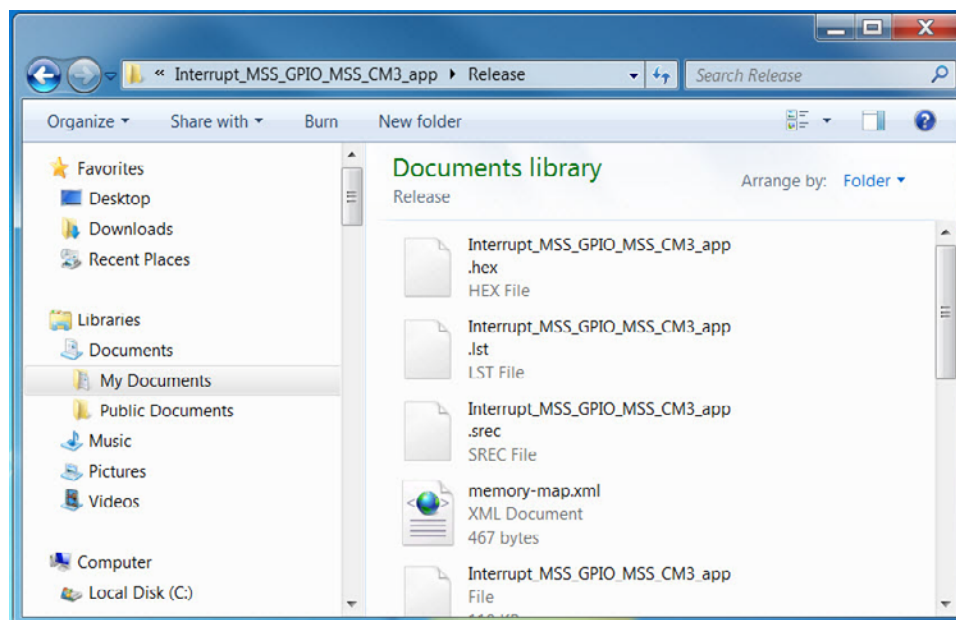 « Interrupt_MSS_GPIO_MSS_CM3_app Release
Search Release
Organize Share with Burn New folder
Favorites
Desktop
Downloads
Recent Places
Libraries
Documents
My Documents
Public Documents
Music
Pictures
Videos
Computer
Local Disk (C:)
Documents library
Release
Arrange by: Folder
Interrupt_MSS_GPIO_MSS_CM3_app
.hex
HEX File
Interrupt_MSS_GPIO_MSS_CM3_app
.lst
LST File
Interrupt_MSS_GPIO_MSS_CM3_app
.srec
SREC File
memory-map.xml
XML Document
467 bytes
Interrupt_MSS_GPIO_MSS_CM3_app
File